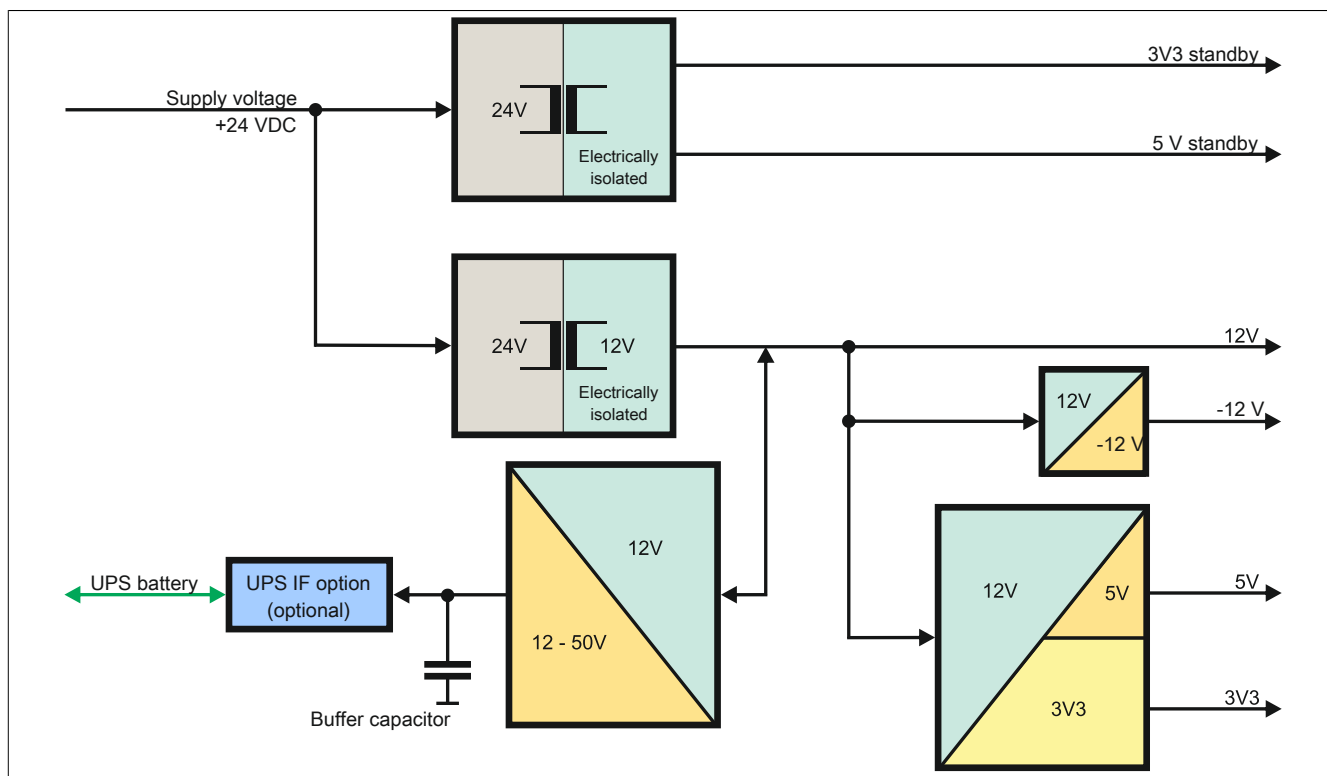 3V3 standby
Supply voltage
+24 VDC
24V
5 V standby
Electrically
isolated
24V
12V
12V
Electrically
isolated
12V
-12 V
-12 V
12V
UPS battery
UPS IF option
(optional)
12V
5V
5V
12 - 50V
3V3
3V3
Buffer capacitor